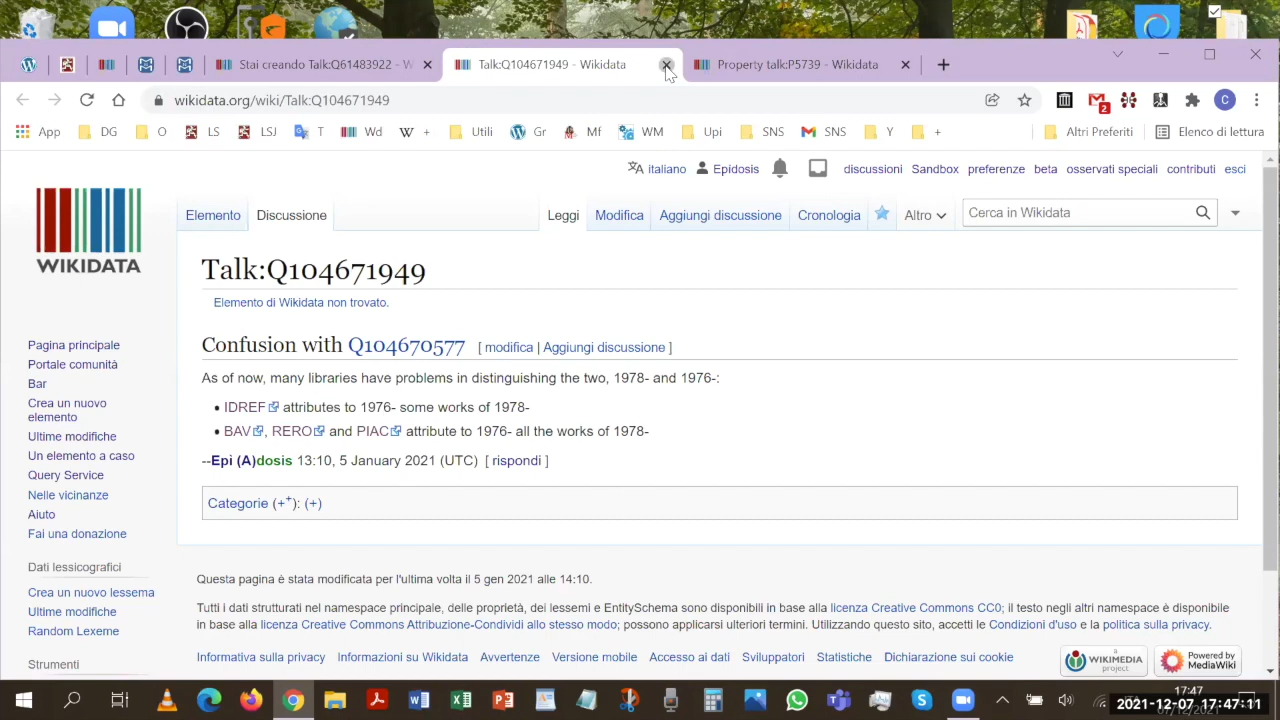 Stai creando Talk:Q61483922 - W
Talk:Q104671949 - Wikidata
Property talk:P5739 - Wikidata
wikidata.org/wiki/Talk:Q104671949
2
C
App DG O LS LSJ T Wd + Utili Gr Mf WM Upi SNS SNS Y + Altri Preferiti Elenco di lettura
italiano Epidosis discussioni Sandbox preferenze beta osservati speciali contributi esci
WIKIDATA
Elemento Discussione Leggi Modifica Aggiungi discussione Cronologia Altro Cerca in Wikidata
Talk:Q104671949
Elemento di Wikidata non trovato.
Confusion with Q104670577 [ modifica | Aggiungi discussione ]
As of now, many libraries have problems in distinguishing the two, 1978- and 1976-:
• IDREF attributes to 1976- some works of 1978-
• BAV, RERO and PIAC attribute to 1976- all the works of 1978-
--Epi (A)dosis 13:10, 5 January 2021 (UTC) [ rispondi ]
Categorie (++): (+)
Pagina principale
Portale comunità
Bar
Crea un nuovo
elemento
Ultime modifiche
Un elemento a caso
Query Service
Nelle vicinanze
Aiuto
Fai una donazione
Dati lessicografici
Crea un nuovo lessema
Ultime modifiche
Random Lexeme
Strumenti
Questa pagina è stata modificata per l'ultima volta il 5 gen 2021 alle 14:10.
Tutti i dati strutturati nel namespace principale, delle proprietà, dei lessemi e EntitySchema sono disponibili in base alla licenza Creative Commons CC0; il testo negli altri namespace è disponibile
in base alla licenza Creative Commons Attribuzione-Condividi allo stesso modo; possono applicarsi ulteriori termini. Utilizzando questo sito, accetti le Condizioni d'uso e la politica sulla privacy.
Informativa sulla privacy Informazioni su Wikidata Avvertenze Versione mobile Accesso ai dati Sviluppatori Statistiche Dichiarazione sui cookie
a
WIKIMEDIA
project
Powered by
MediaWiki
17:47
2021-12-07 17:47:11